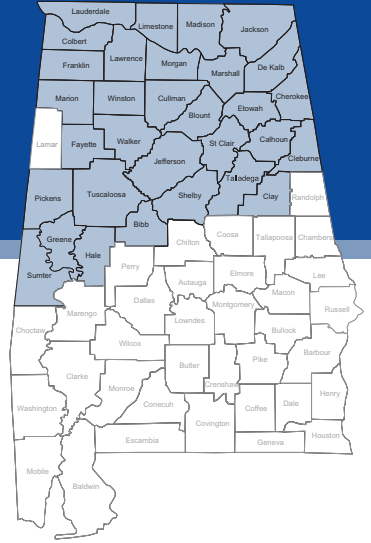 Lauderdale
Limestone
Madison
Jackson
Colbert
Lawrence
Franklin
Morgan
De Kalb
Marshall
Marion
Winston
Cullman
Cherokee
Etowah
Blount
Lamar
Fayette
Walker
Calhoun
St Clair
Jefferson
Cleburne
Talladega
Pickens
Tuscaloosa
Shelby
Clay
Randolph
Bibb
Greene
Hale
Chilton
Coosa
Tallapoosa
Chambers
Perry
Sumter
Elmore
Lee
Autauga
Macon
Dallas
Montgomery
Russell
Marengo
Lowndes
Choctaw
Bullock
Wilcox
Barbour
Pike
Butler
Clarke
Crenshaw
Monroe
Henry
Washington
Conecuh
Dale
Coffee
Covington
Houston
Escambia
Geneva
Mobile
Baldwin